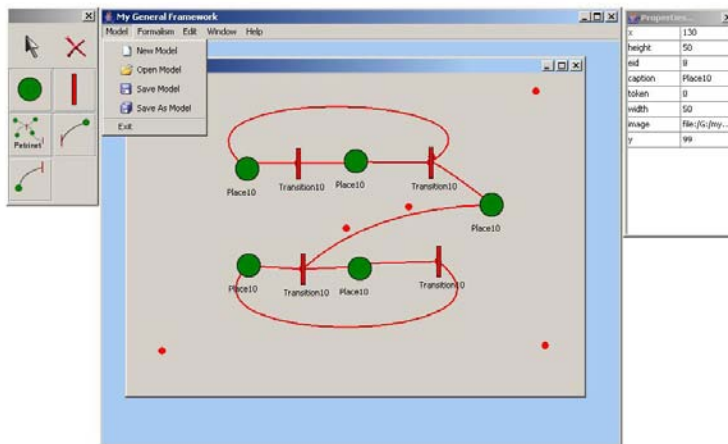 My General Framework
Model Formalism Edit Window Help
New Model
Open Model
Save Model
Save As Model
Exit
Petrinet
Properties...
x 130
height 50
eid 8
caption Place10
token 0
width 50
image file:/G:/my...
y 99
Place10
Transition10
Place10
Transition10
Place10
Place10
Transition10
Place10
Transition10